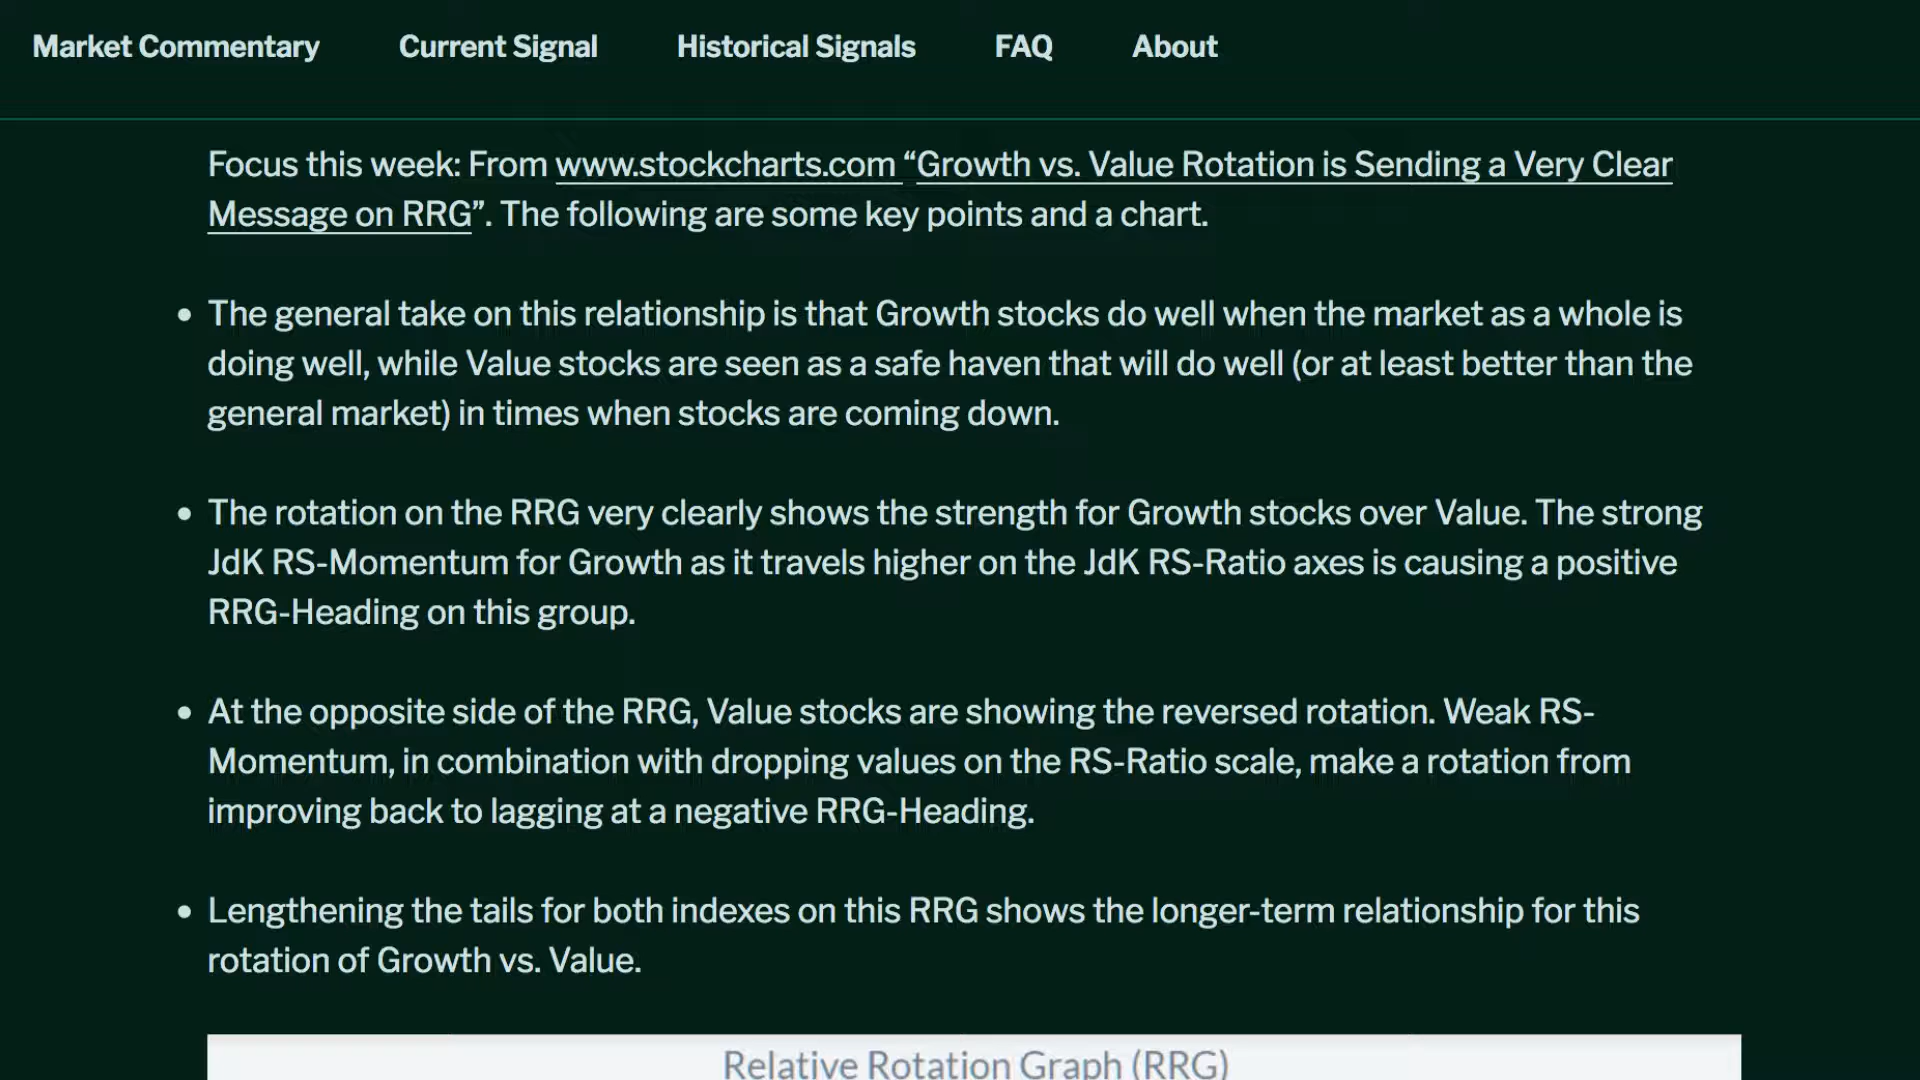 Market Commentary Current Signal Historical Signals FAQ About
Focus this week: From www.stockcharts.com “Growth vs. Value Rotation is Sending a Very Clear
Message on RRG”. The following are some key points and a chart.
• The general take on this relationship is that Growth stocks do well when the market as a whole is
doing well, while Value stocks are seen as a safe haven that will do well (or at least better than the
general market) in times when stocks are coming down.
• The rotation on the RRG very clearly shows the strength for Growth stocks over Value. The strong
JdK RS-Momentum for Growth as it travels higher on the JdK RS-Ratio axes is causing a positive
RRG-Heading on this group.
• At the opposite side of the RRG, Value stocks are showing the reversed rotation. Weak RS-
Momentum, in combination with dropping values on the RS-Ratio scale, make a rotation from
improving back to lagging at a negative RRG-Heading.
• Lengthening the tails for both indexes on this RRG shows the longer-term relationship for this
rotation of Growth vs. Value.
Relative Rotation Graph (RRG)